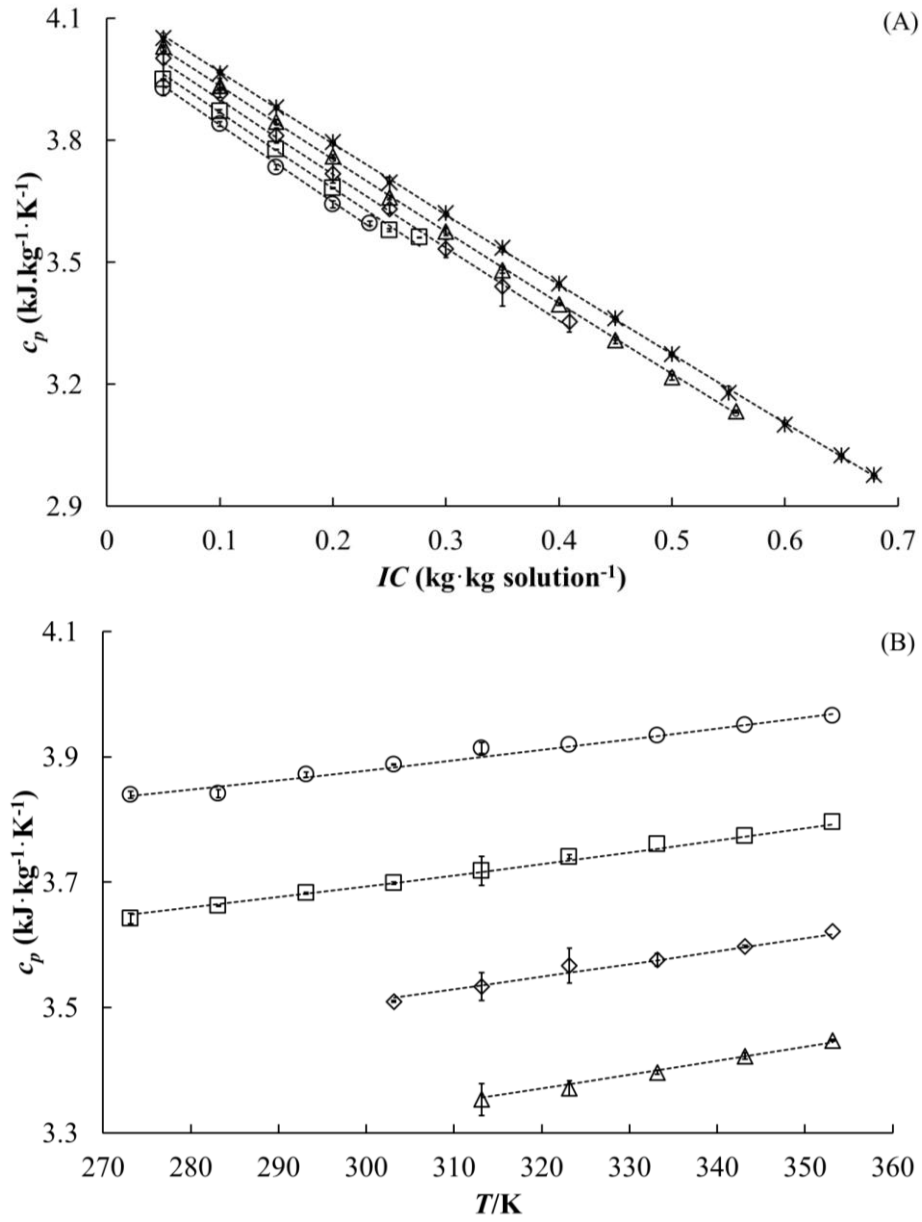 (A)
4.1
3.8
3.5
3.2
2.9
c_p (kJ.kg⁻¹·K⁻¹)
0 0.1 0.2 0.3 0.4 0.5 0.6 0.7
IC (kg·kg solution⁻¹)
(B)
4.1
3.9
3.7
3.5
3.3
c_p (kJ·kg⁻¹·K⁻¹)
270 280 290 300 310 320 330 340 350 360
T/K